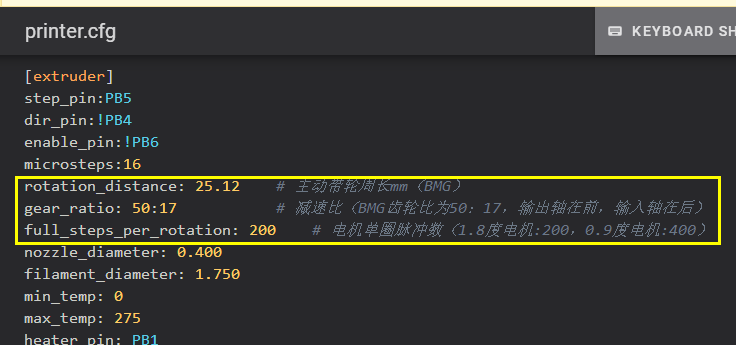 printer.cfg
KEYBOARD SH
[extruder]
step_pin:PB5
dir_pin:!PB4
enable_pin:!PB6
microsteps:16
rotation_distance: 25.12 # 主动带轮周长mm（BMG）
gear_ratio: 50:17 # 减速比（BMG齿轮比为50：17，输出轴在前，输入轴在后）
full_steps_per_rotation: 200 # 电机单圈脉冲数（1.8度电机:200，0.9度电机:400）
nozzle_diameter: 0.400
filament_diameter: 1.750
min_temp: 0
max_temp: 275
heater_pin: PB1